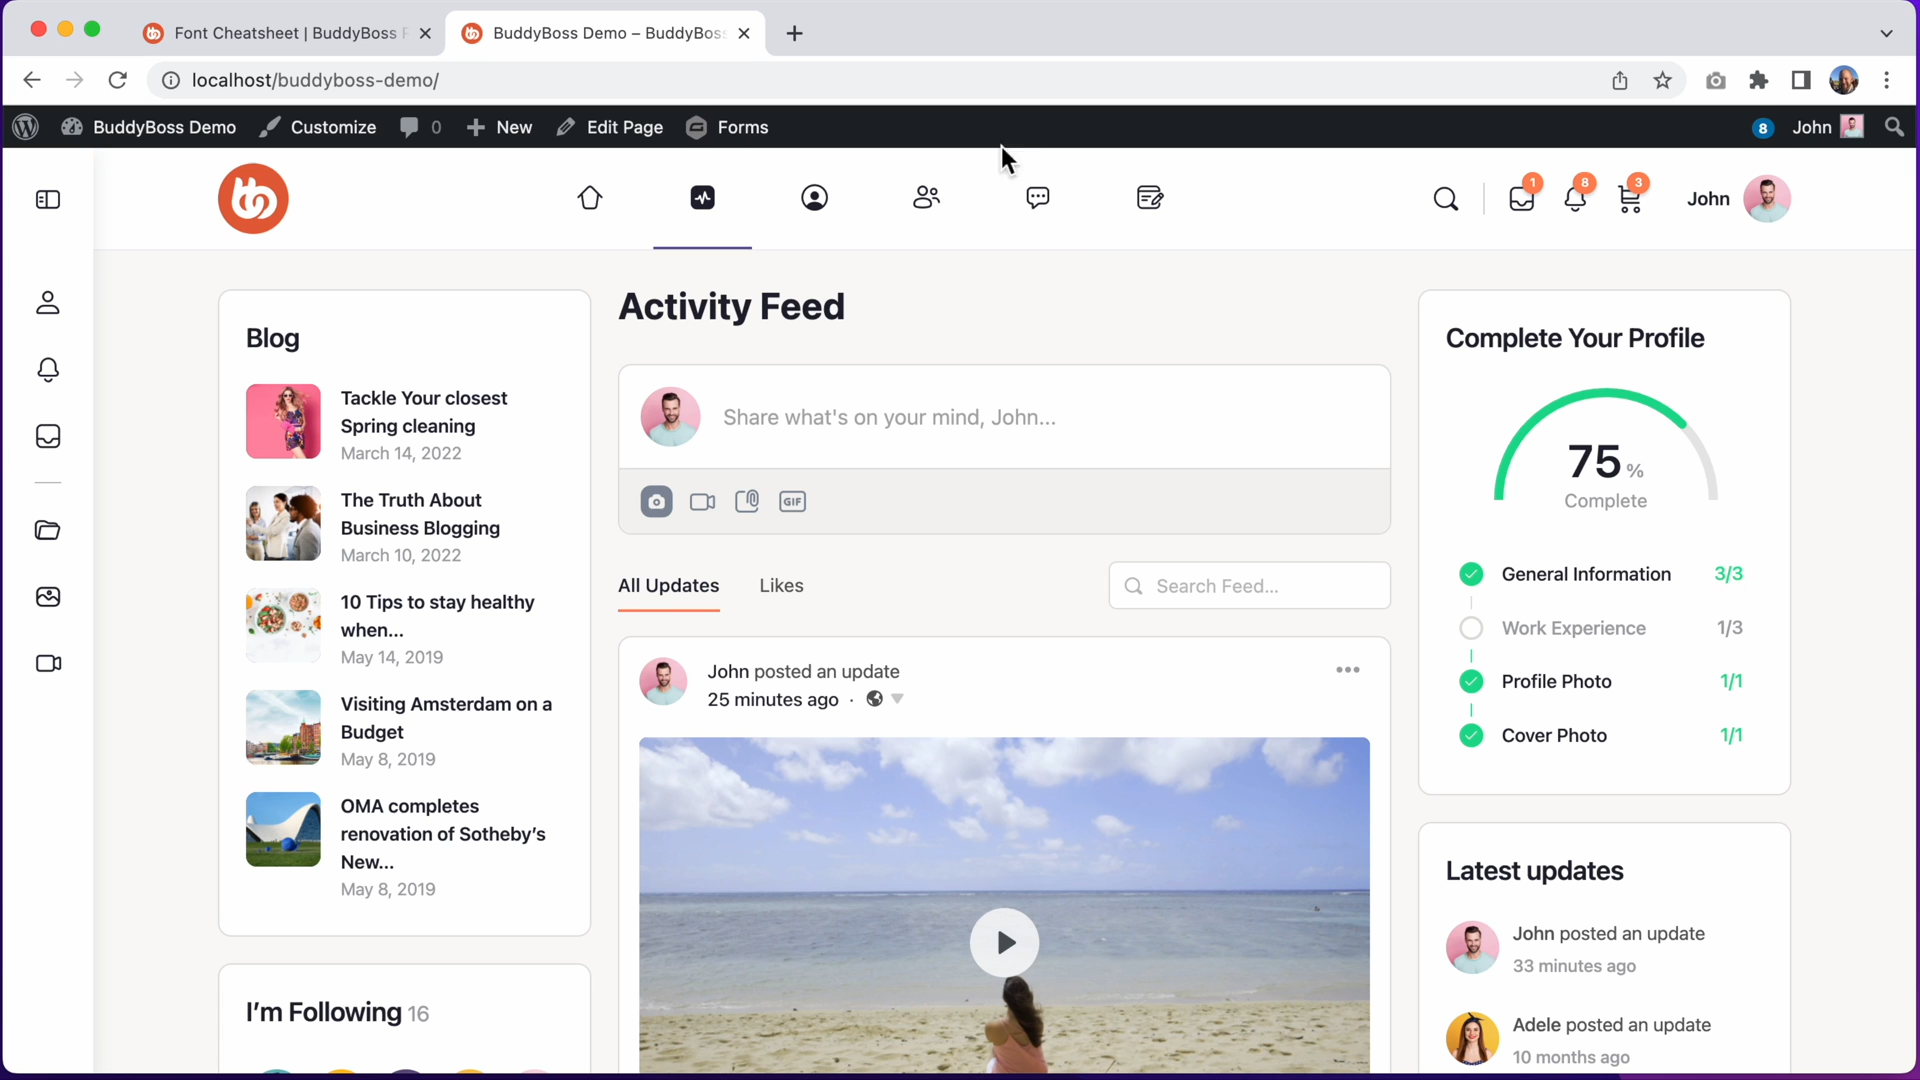 Font Cheatsheet | BuddyBoss
BuddyBoss Demo – BuddyBoss
localhost/buddyboss-demo/
BuddyBoss Demo
Customize
0
New
Edit Page
Forms
8
John
1
8
3
John
Blog
Tackle Your closest
Spring cleaning
March 14, 2022
The Truth About
Business Blogging
March 10, 2022
10 Tips to stay healthy
when...
May 14, 2019
Visiting Amsterdam on a
Budget
May 8, 2019
OMA completes
renovation of Sotheby’s
New...
May 8, 2019
I’m Following 16
Activity Feed
Share what's on your mind, John...
GIF
All Updates
Likes
Search Feed...
John posted an update
25 minutes ago ·
Complete Your Profile
75 %
Complete
General Information 3/3
Work Experience 1/3
Profile Photo 1/1
Cover Photo 1/1
Latest updates
John posted an update
33 minutes ago
Adele posted an update
10 months ago